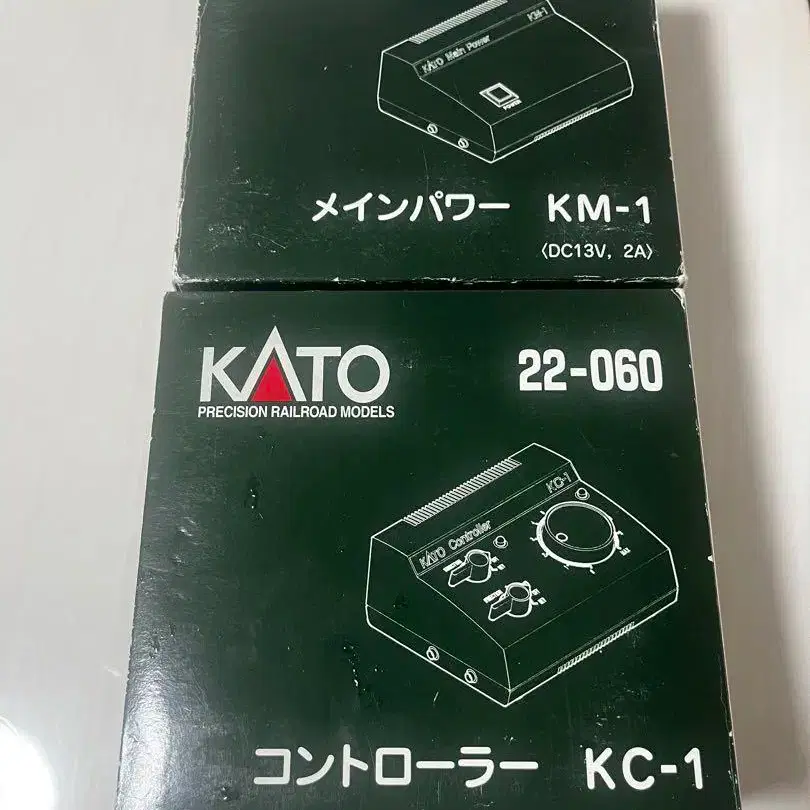 KM-1
KATO Main Power
POWER
メインパワー KM-1
〈DC13V, 2A〉
KATO 22-060
PRECISION RAILROAD MODELS
KC-1
KATO Controller
コントローラー KC-1